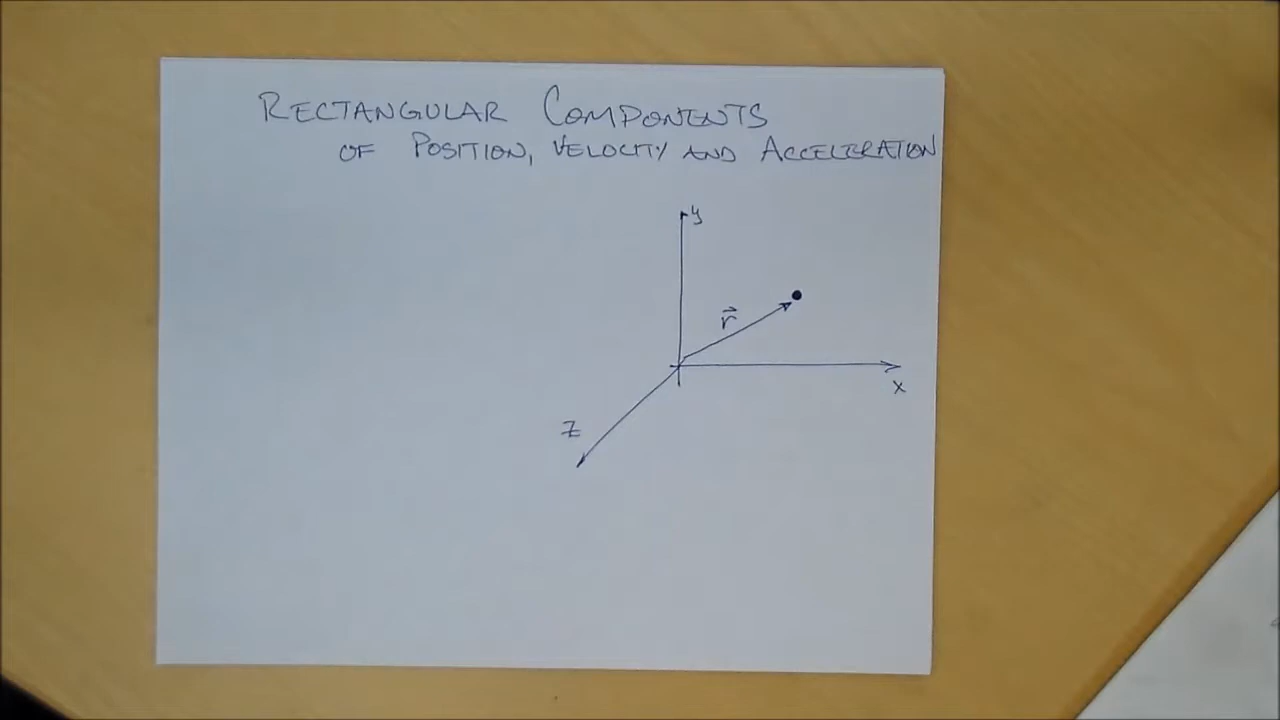 RECTANGULAR COMPONENTS
OF POSITION, VELOCITY AND ACCELERATION
y
r⃗
x
z